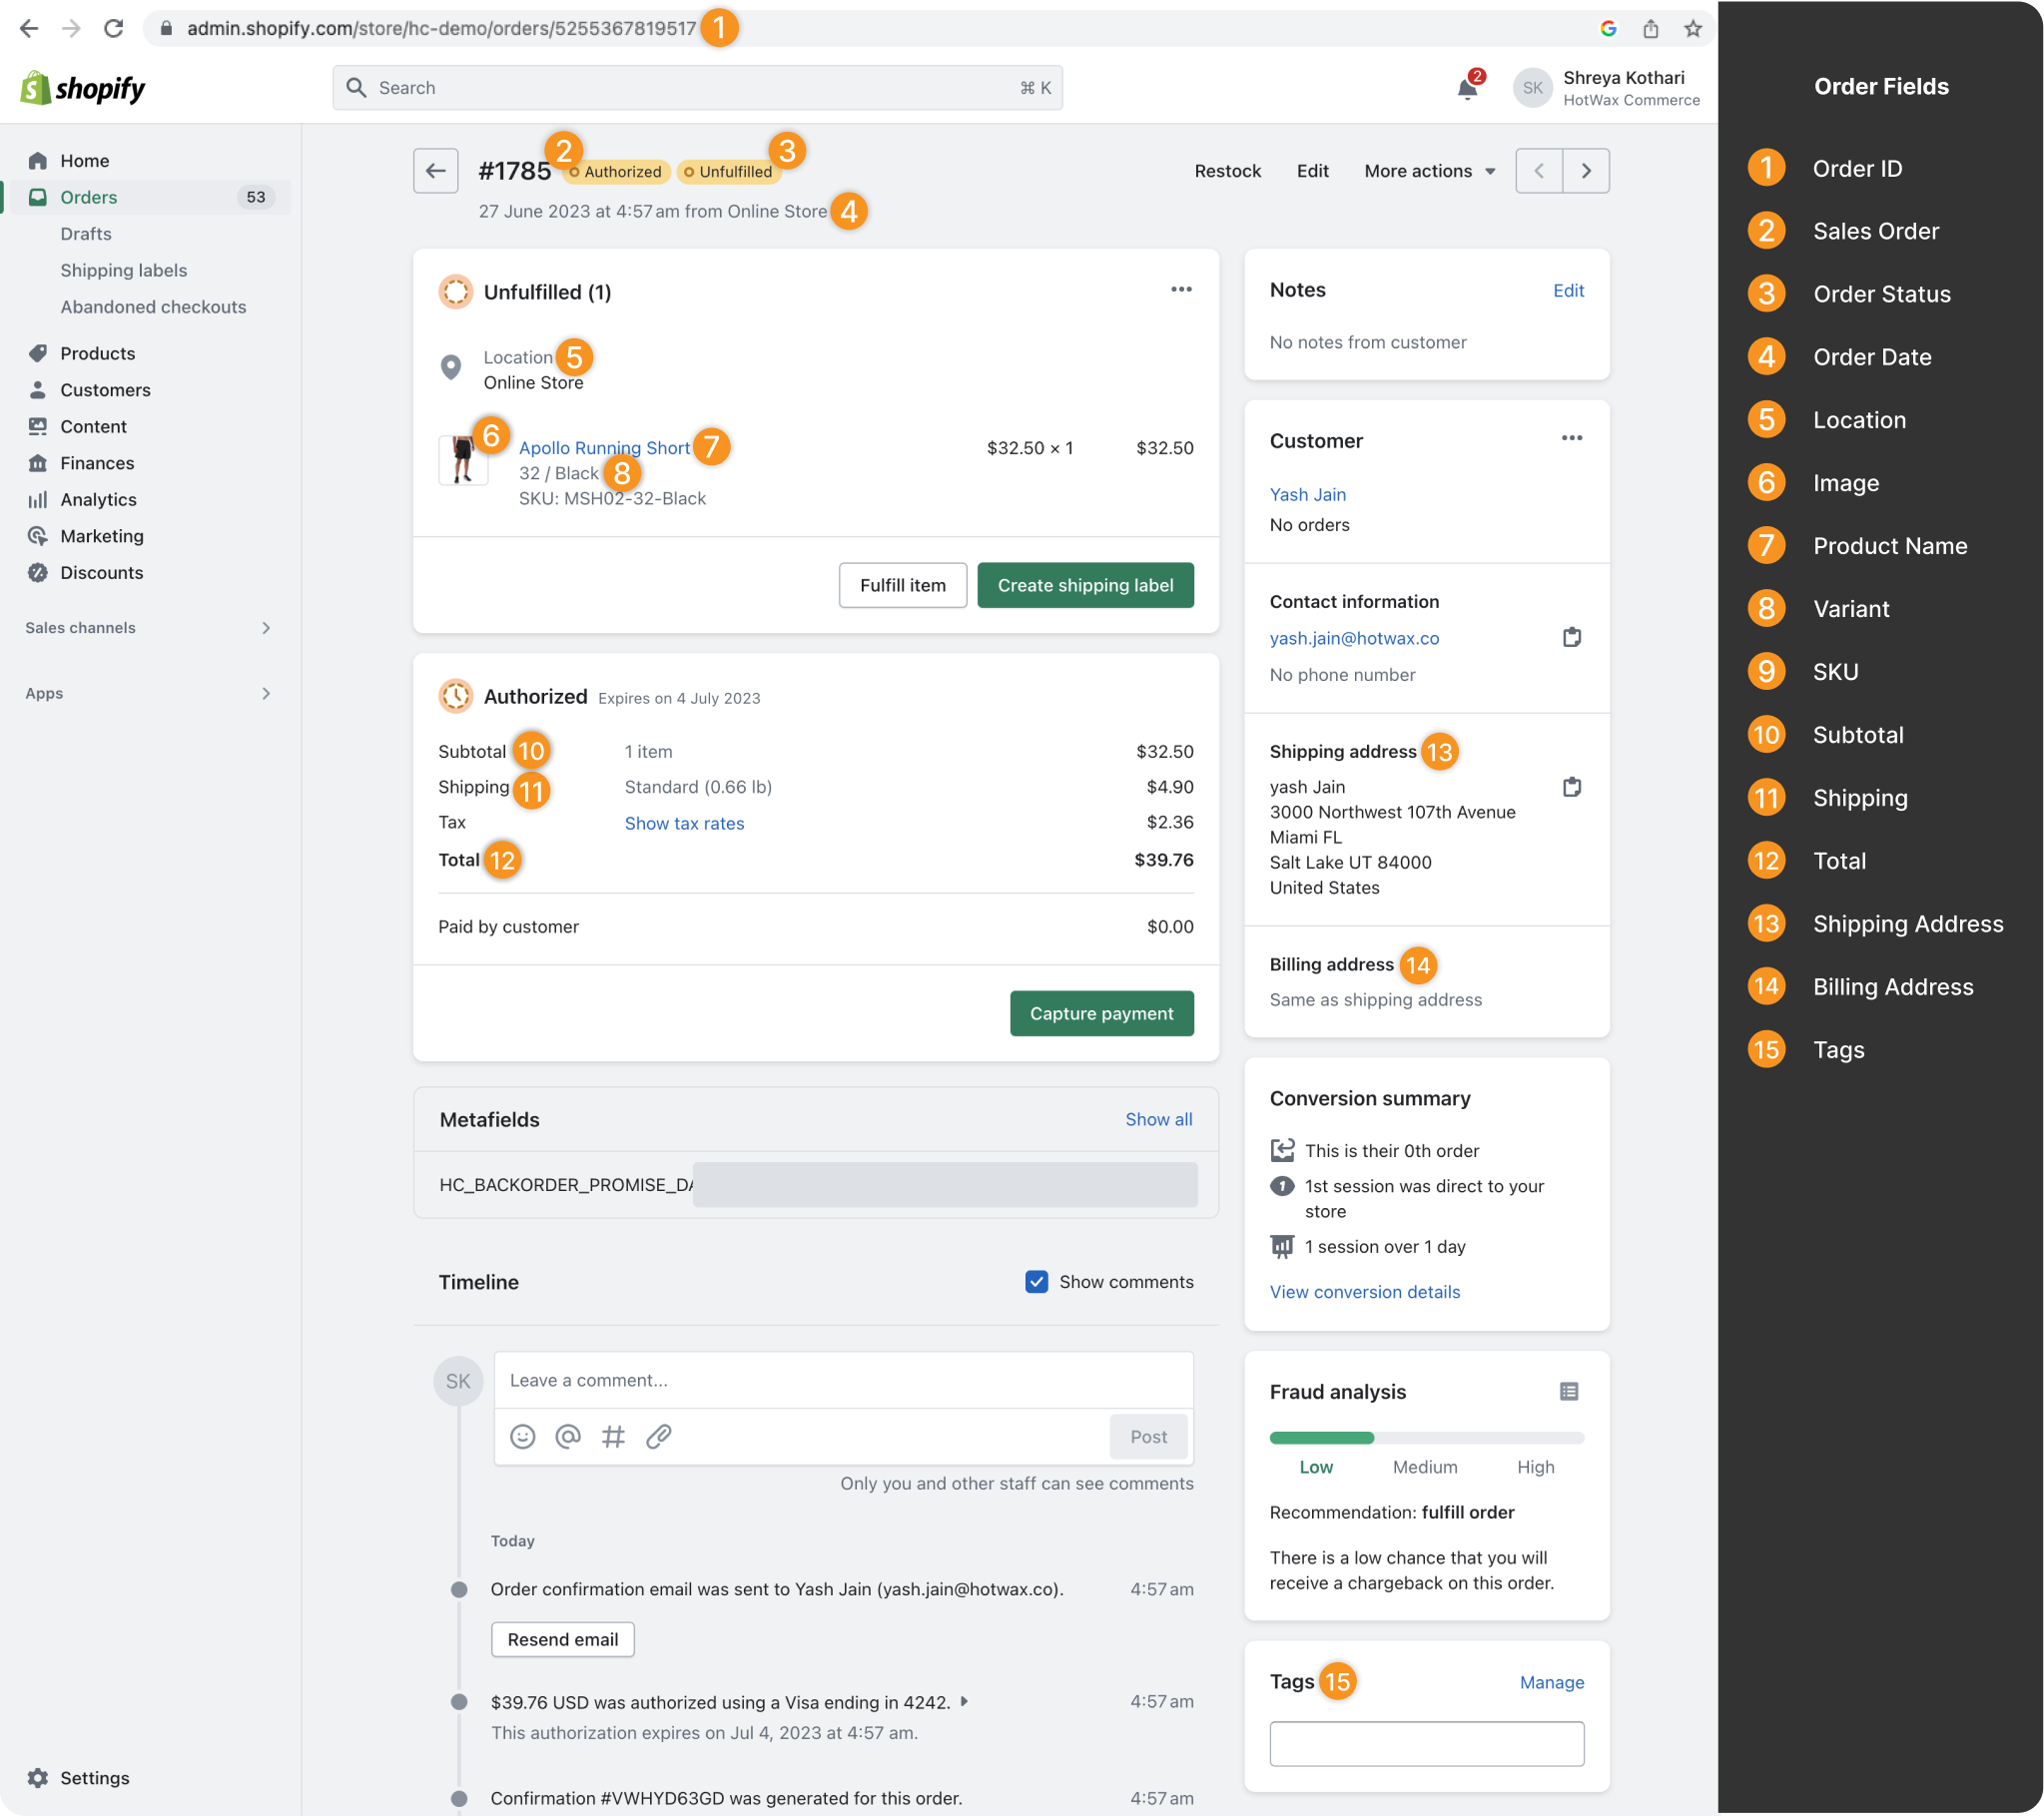 admin.shopify.com/store/hc-demo/orders/5255367819517 1
shopify
Search ⌘ K
2
SK
Shreya Kothari
HotWax Commerce
Home
Orders 53
Drafts
Shipping labels
Abandoned checkouts
Products
Customers
Content
Finances
Analytics
Marketing
Discounts
Sales channels
Apps
Settings
#1785 2 Authorized Unfulfilled 3
27 June 2023 at 4:57 am from Online Store 4
Restock Edit More actions
Unfulfilled (1)
Location 5
Online Store
6 Apollo Running Short 7 $32.50 × 1 $32.50
32 / Black 8
SKU: MSH02-32-Black
Fulfill item Create shipping label
Authorized Expires on 4 July 2023
Subtotal 10 1 item $32.50
Shipping 11 Standard (0.66 lb) $4.90
Tax Show tax rates $2.36
Total 12 $39.76
Paid by customer $0.00
Capture payment
Metafields Show all
HC_BACKORDER_PROMISE_DA
Timeline Show comments
SK Leave a comment...
Post
Only you and other staff can see comments
Today
Order confirmation email was sent to Yash Jain (yash.jain@hotwax.co). 4:57 am
Resend email
$39.76 USD was authorized using a Visa ending in 4242. 4:57 am
This authorization expires on Jul 4, 2023 at 4:57 am.
Confirmation #VWHYD63GD was generated for this order. 4:57 am
Notes Edit
No notes from customer
Customer
Yash Jain
No orders
Contact information
yash.jain@hotwax.co
No phone number
Shipping address 13
yash Jain
3000 Northwest 107th Avenue
Miami FL
Salt Lake UT 84000
United States
Billing address 14
Same as shipping address
Conversion summary
This is their 0th order
1 1st session was direct to your
store
1 session over 1 day
View conversion details
Fraud analysis
Low Medium High
Recommendation: fulfill order
There is a low chance that you will
receive a chargeback on this order.
Tags 15 Manage
Order Fields
1 Order ID
2 Sales Order
3 Order Status
4 Order Date
5 Location
6 Image
7 Product Name
8 Variant
9 SKU
10 Subtotal
11 Shipping
12 Total
13 Shipping Address
14 Billing Address
15 Tags